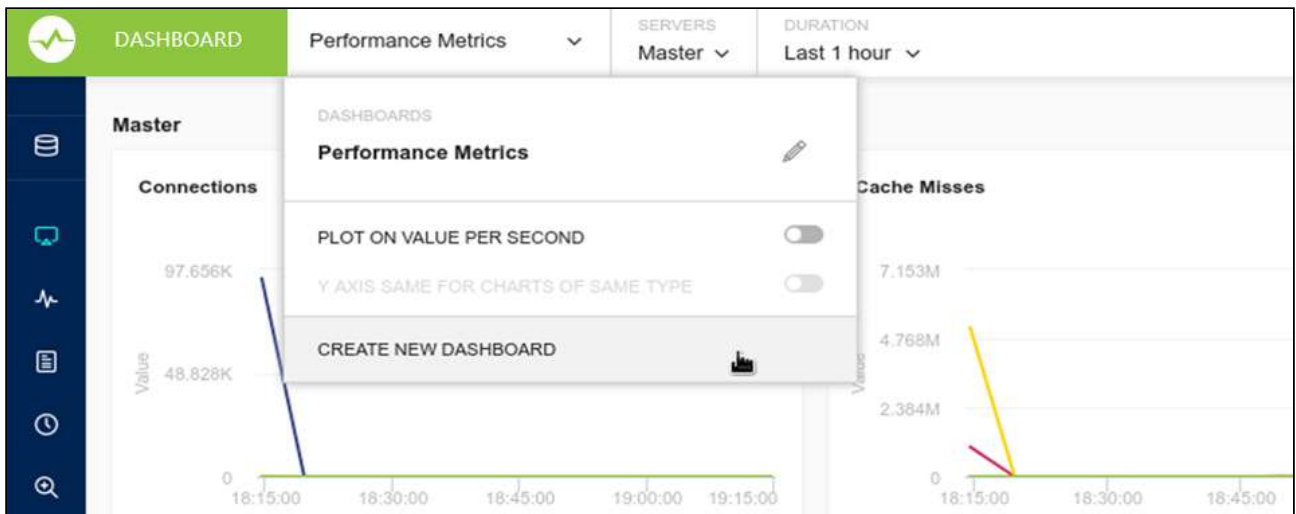 DASHBOARD
Performance Metrics
SERVERS
Master
DURATION
Last 1 hour
Master
DASHBOARDS
Performance Metrics
PLOT ON VALUE PER SECOND
Y AXIS SAME FOR CHARTS OF SAME TYPE
CREATE NEW DASHBOARD
Connections
97.656K
48.828K
0
Value
18:15:00 18:30:00 18:45:00 19:00:00 19:15:00
Cache Misses
7.153M
4.768M
2.384M
0
Value
18:15:00 18:30:00 18:45:00